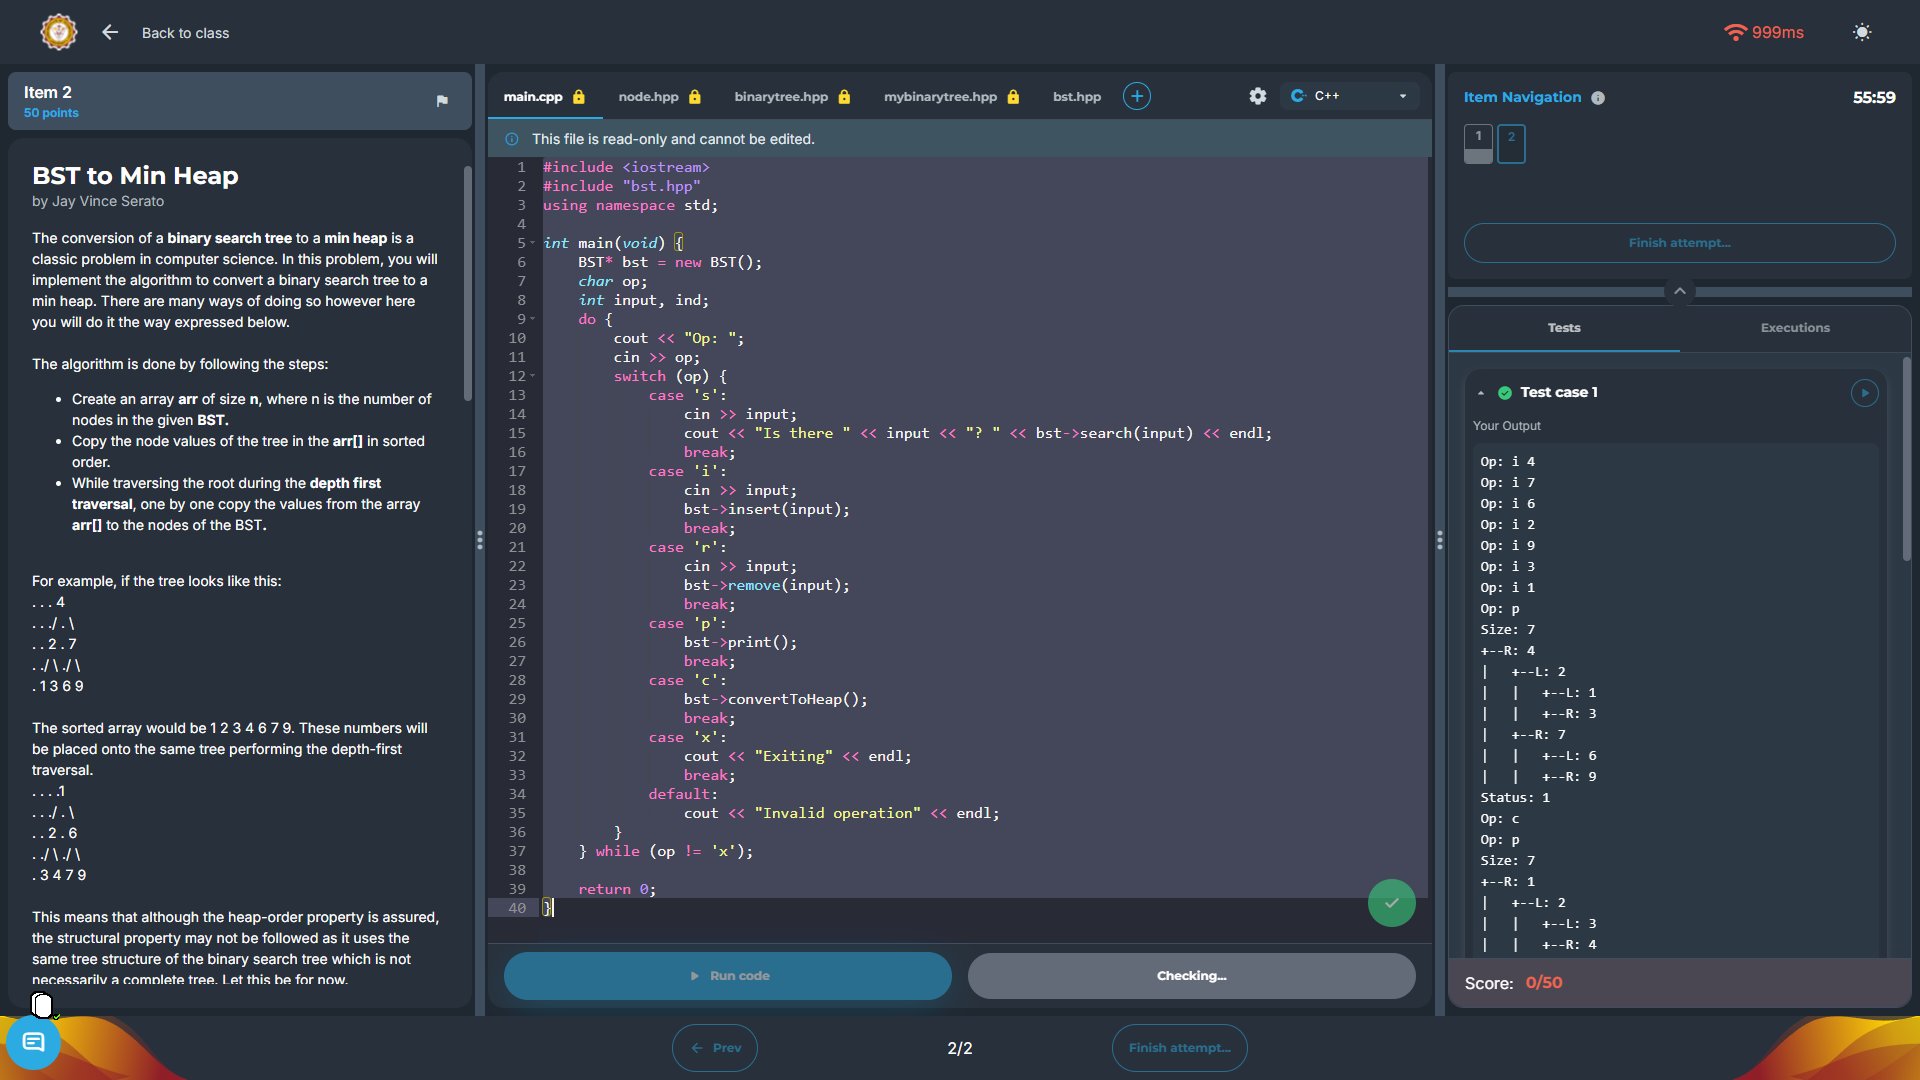 Back to class
999ms
Item 2
50 points
BST to Min Heap
by Jay Vince Serato
The conversion of a binary search tree to a min heap is a
classic problem in computer science. In this problem, you will
implement the algorithm to convert a binary search tree to a
min heap. There are many ways of doing so however here
you will do it the way expressed below.
The algorithm is done by following the steps:
• Create an array arr of size n, where n is the number of
nodes in the given BST.
• Copy the node values of the tree in the arr[] in sorted
order.
• While traversing the root during the depth first
traversal, one by one copy the values from the array
arr[] to the nodes of the BST.
For example, if the tree looks like this:
. . . 4
. . ./ . \
. . 2 . 7
. ./ \ ./ \
. 1 3 6 9
The sorted array would be 1 2 3 4 6 7 9. These numbers will
be placed onto the same tree performing the depth-first
traversal.
. . . .1
. . ./ . \
. . 2 . 6
. ./ \ ./ \
. 3 4 7 9
This means that although the heap-order property is assured,
the structural property may not be followed as it uses the
same tree structure of the binary search tree which is not
necessarily a complete tree. Let this be for now.
main.cpp
node.hpp
binarytree.hpp
mybinarytree.hpp
bst.hpp
C++
This file is read-only and cannot be edited.
1 #include <iostream>
2 #include "bst.hpp"
3 using namespace std;
4
5 int main(void) {
6     BST* bst = new BST();
7     char op;
8     int input, ind;
9     do {
10         cout << "Op: ";
11         cin >> op;
12         switch (op) {
13             case 's':
14                 cin >> input;
15                 cout << "Is there " << input << "? " << bst->search(input) << endl;
16                 break;
17             case 'i':
18                 cin >> input;
19                 bst->insert(input);
20                 break;
21             case 'r':
22                 cin >> input;
23                 bst->remove(input);
24                 break;
25             case 'p':
26                 bst->print();
27                 break;
28             case 'c':
29                 bst->convertToHeap();
30                 break;
31             case 'x':
32                 cout << "Exiting" << endl;
33                 break;
34             default:
35                 cout << "Invalid operation" << endl;
36         }
37     } while (op != 'x');
38
39     return 0;
40 }
Run code
Checking...
Item Navigation
55:59
1
2
Finish attempt...
Tests
Executions
Test case 1
Your Output
Op: i 4
Op: i 7
Op: i 6
Op: i 2
Op: i 9
Op: i 3
Op: i 1
Op: p
Size: 7
+--R: 4
|   +--L: 2
|   |   +--L: 1
|   |   +--R: 3
|   +--R: 7
|   |   +--L: 6
|   |   +--R: 9
Status: 1
Op: c
Op: p
Size: 7
+--R: 1
|   +--L: 2
|   |   +--L: 3
|   |   +--R: 4
Score: 0/50
Prev
2/2
Finish attempt...